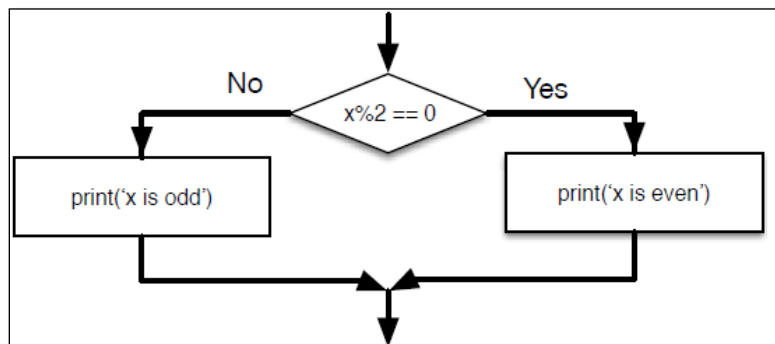 No
Yes
x%2 == 0
print(‘x is odd’)
print(‘x is even’)